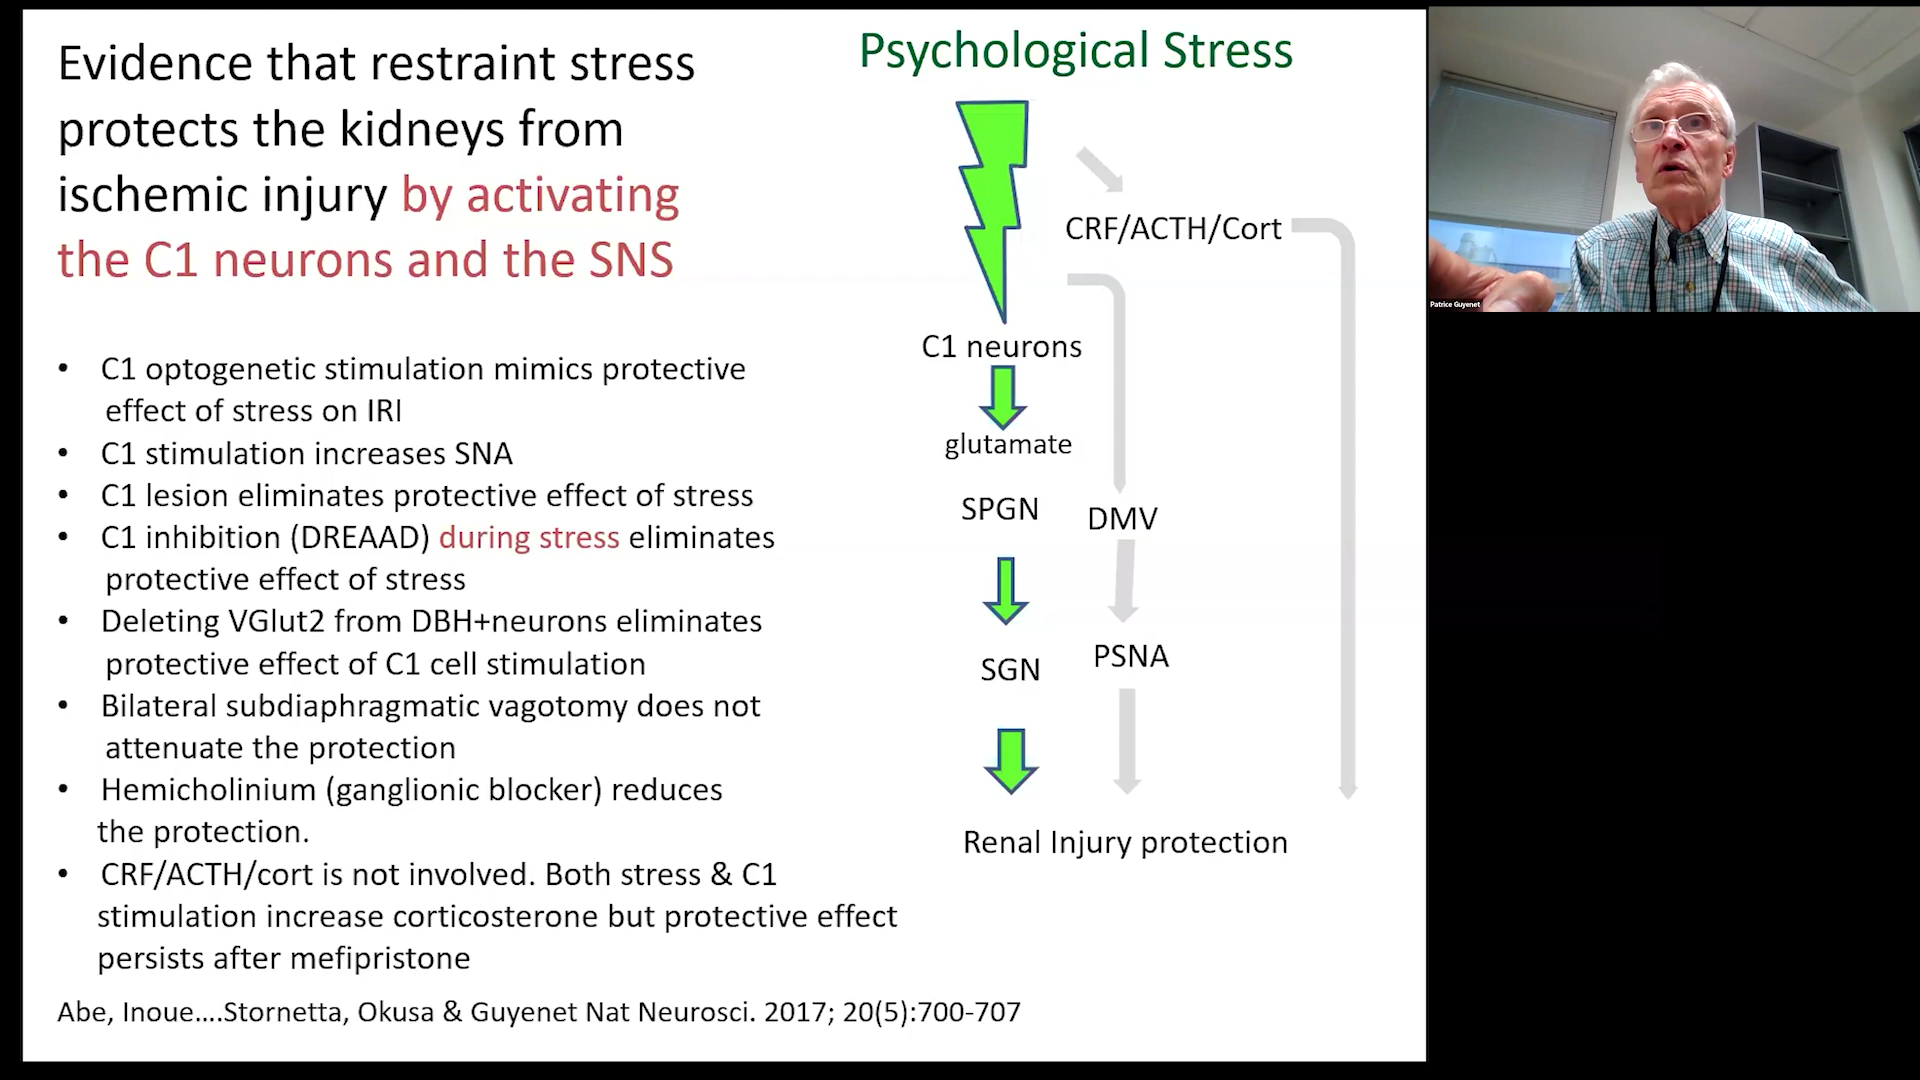 Evidence that restraint stress
protects the kidneys from
ischemic injury by activating
the C1 neurons and the SNS
• C1 optogenetic stimulation mimics protective
effect of stress on IRI
• C1 stimulation increases SNA
• C1 lesion eliminates protective effect of stress
• C1 inhibition (DREAAD) during stress eliminates
protective effect of stress
• Deleting VGlut2 from DBH+neurons eliminates
protective effect of C1 cell stimulation
• Bilateral subdiaphragmatic vagotomy does not
attenuate the protection
• Hemicholinium (ganglionic blocker) reduces
the protection.
• CRF/ACTH/cort is not involved. Both stress & C1
stimulation increase corticosterone but protective effect
persists after mefipristone
Abe, Inoue....Stornetta, Okusa & Guyenet Nat Neurosci. 2017; 20(5):700-707
Psychological Stress
CRF/ACTH/Cort
C1 neurons
glutamate
SPGN
DMV
SGN
PSNA
Renal Injury protection
Patrice Guyenet